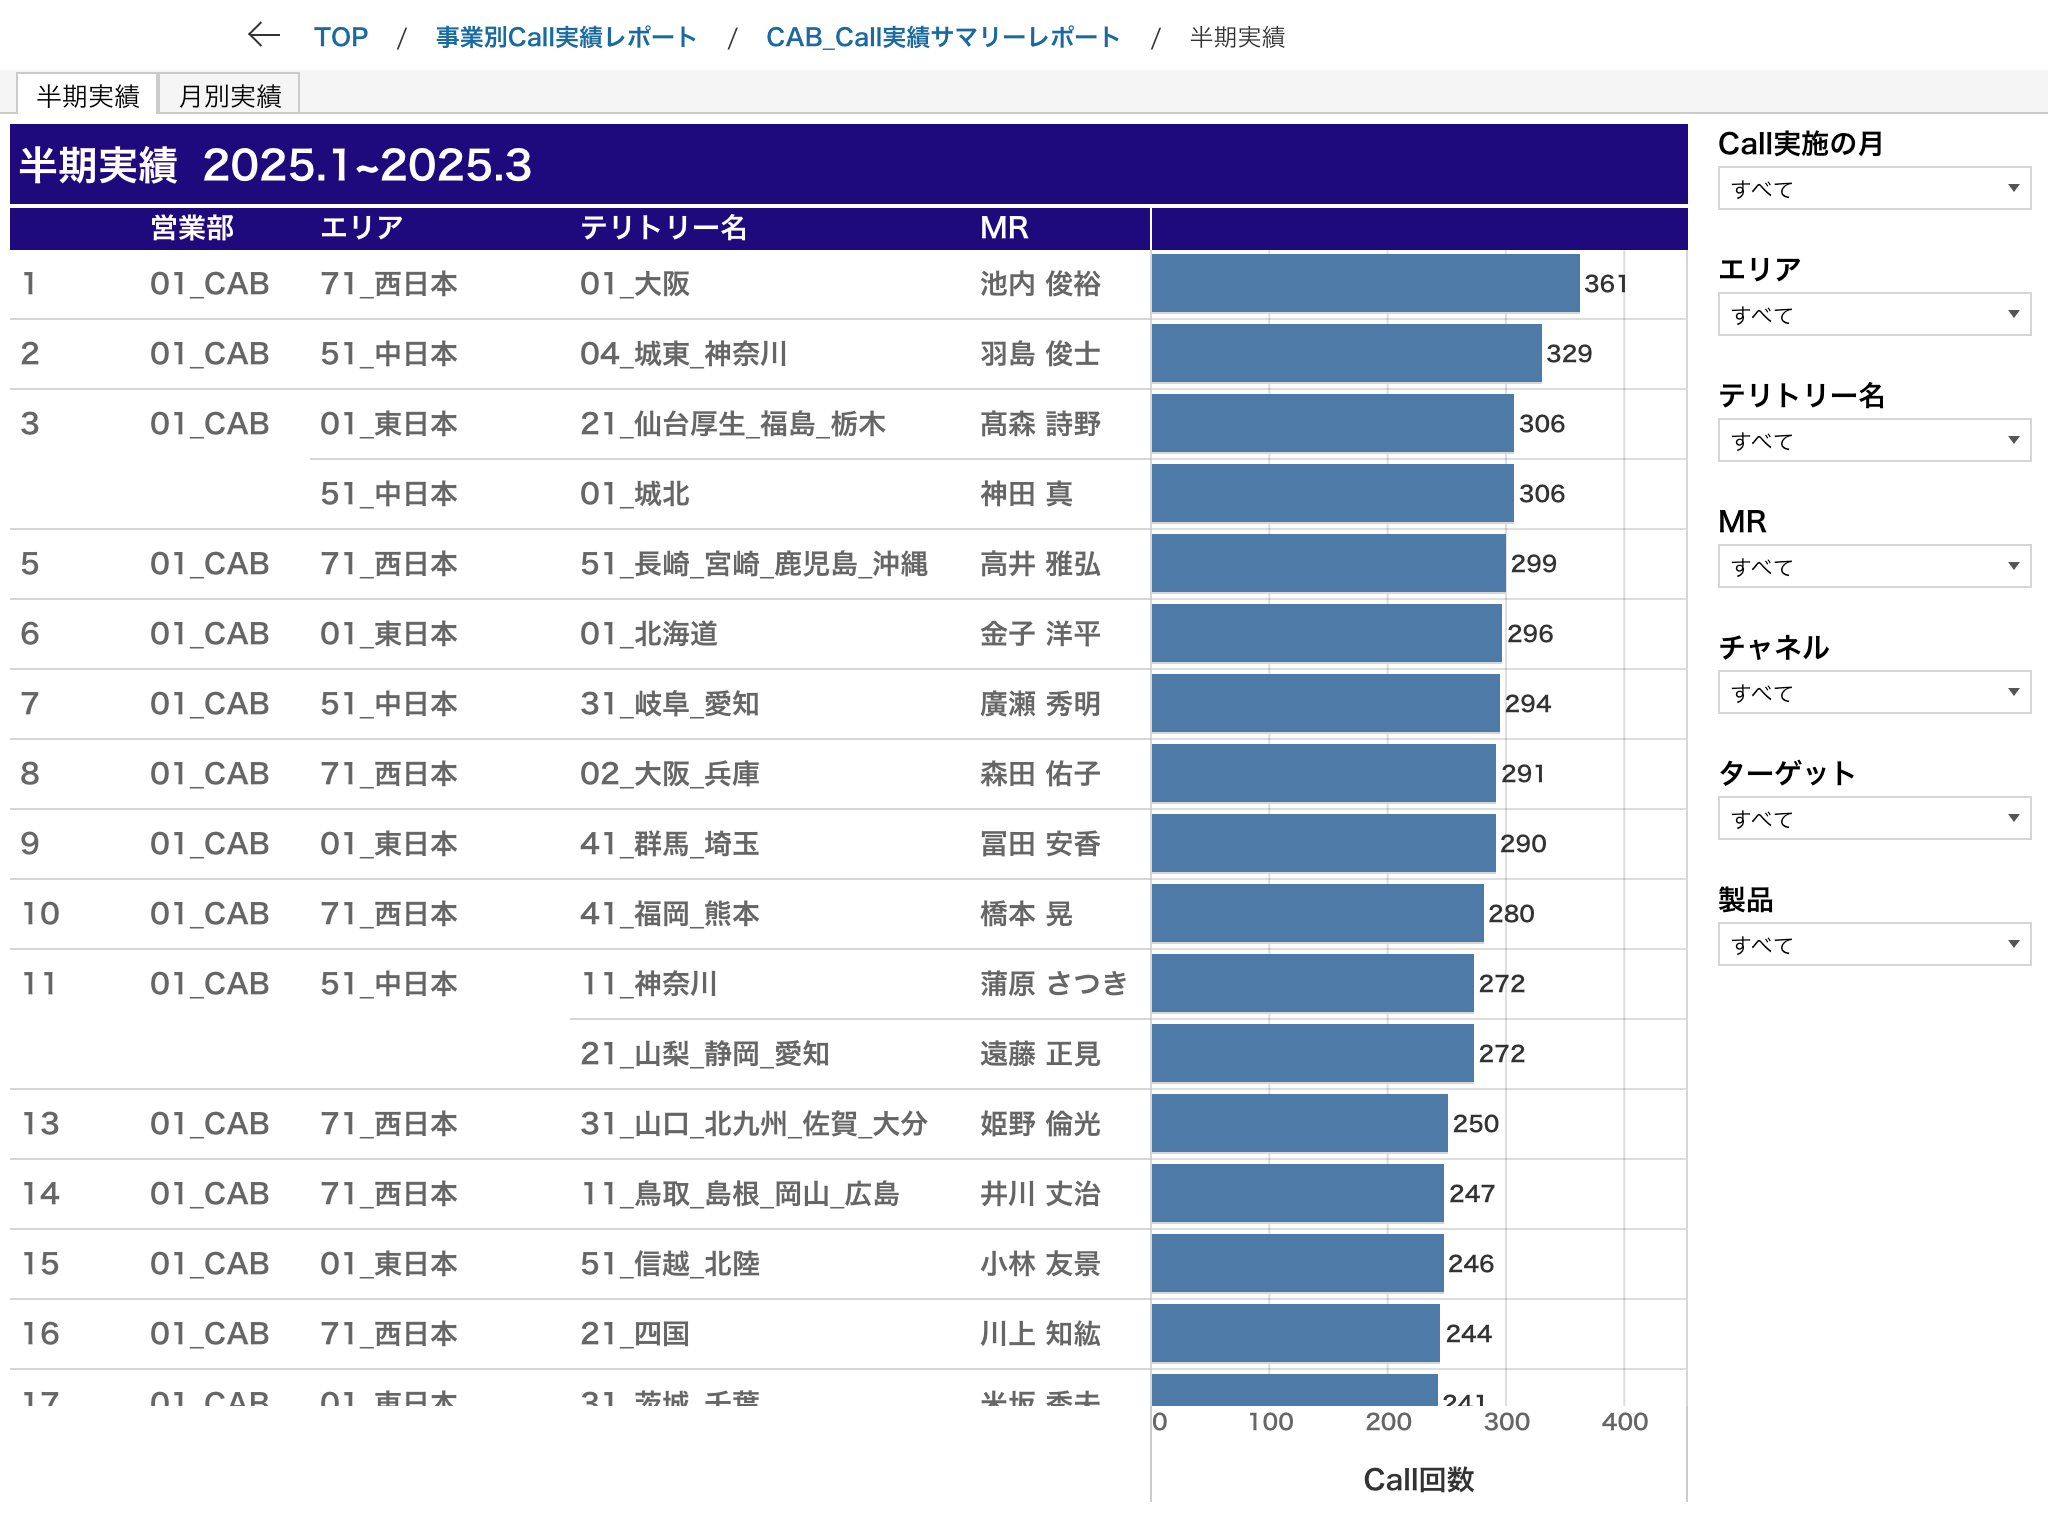 ← TOP / 事業別Call実績レポート / CAB_Call実績サマリーレポート / 半期実績
半期実績 月別実績
半期実績 2025.1~2025.3
営業部 エリア テリトリー名 MR
1 01_CAB 71_西日本 01_大阪 池内 俊裕 361
2 01_CAB 51_中日本 04_城東_神奈川 羽島 俊士 329
3 01_CAB 01_東日本 21_仙台厚生_福島_栃木 髙森 詩野 306
51_中日本 01_城北 神田 真 306
5 01_CAB 71_西日本 51_長崎_宮崎_鹿児島_沖縄 高井 雅弘 299
6 01_CAB 01_東日本 01_北海道 金子 洋平 296
7 01_CAB 51_中日本 31_岐阜_愛知 廣瀬 秀明 294
8 01_CAB 71_西日本 02_大阪_兵庫 森田 佑子 291
9 01_CAB 01_東日本 41_群馬_埼玉 冨田 安香 290
10 01_CAB 71_西日本 41_福岡_熊本 橋本 晃 280
11 01_CAB 51_中日本 11_神奈川 蒲原 さつき 272
21_山梨_静岡_愛知 遠藤 正見 272
13 01_CAB 71_西日本 31_山口_北九州_佐賀_大分 姫野 倫光 250
14 01_CAB 71_西日本 11_鳥取_島根_岡山_広島 井川 丈治 247
15 01_CAB 01_東日本 51_信越_北陸 小林 友景 246
16 01_CAB 71_西日本 21_四国 川上 知紘 244
17 01_CAB 01_東日本 31_茨城_千葉 米坂 241
0 100 200 300 400
Call回数
Call実施の月
すべて
エリア
すべて
テリトリー名
すべて
MR
すべて
チャネル
すべて
ターゲット
すべて
製品
すべて